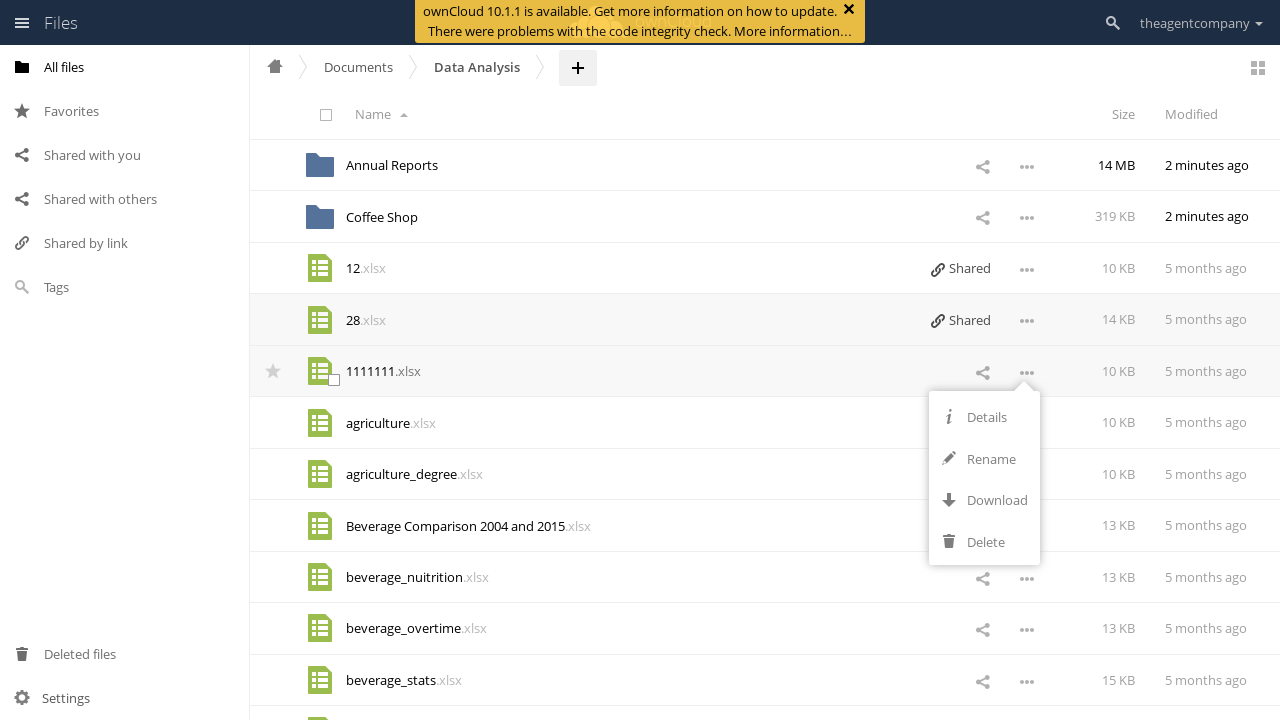 Files
ownCloud 10.1.1 is available. Get more information on how to update.
There were problems with the code integrity check. More information…
theagentcompany
All files
Favorites
Shared with you
Shared with others
Shared by link
Tags
Deleted files
Settings
Documents
Data Analysis
Name
Size
Modified
Annual Reports
14 MB
2 minutes ago
Coffee Shop
319 KB
2 minutes ago
12.xlsx
Shared
10 KB
5 months ago
28.xlsx
Shared
14 KB
5 months ago
1111111.xlsx
10 KB
5 months ago
agriculture.xlsx
10 KB
5 months ago
agriculture_degree.xlsx
10 KB
5 months ago
Beverage Comparison 2004 and 2015.xlsx
13 KB
5 months ago
beverage_nuitrition.xlsx
13 KB
5 months ago
beverage_overtime.xlsx
13 KB
5 months ago
beverage_stats.xlsx
15 KB
5 months ago
Details
Rename
Download
Delete